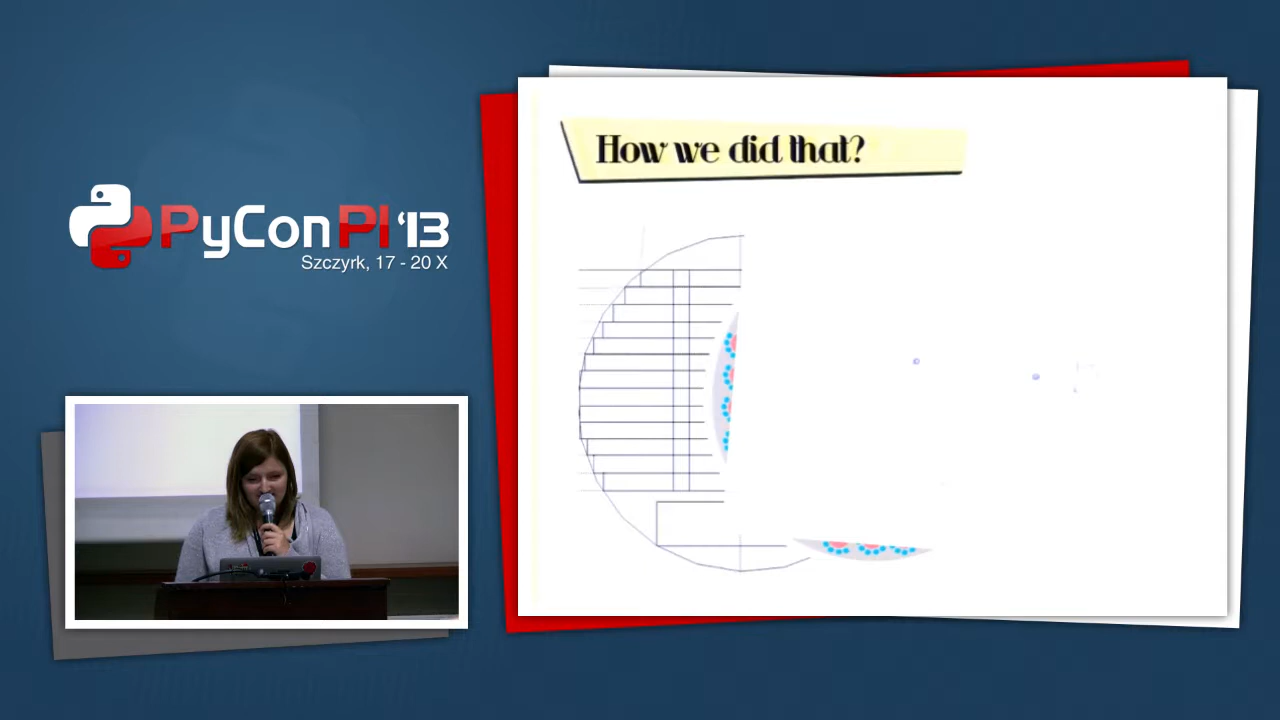 How we did that?
PyConPl '13
Szczyrk, 17 - 20 X